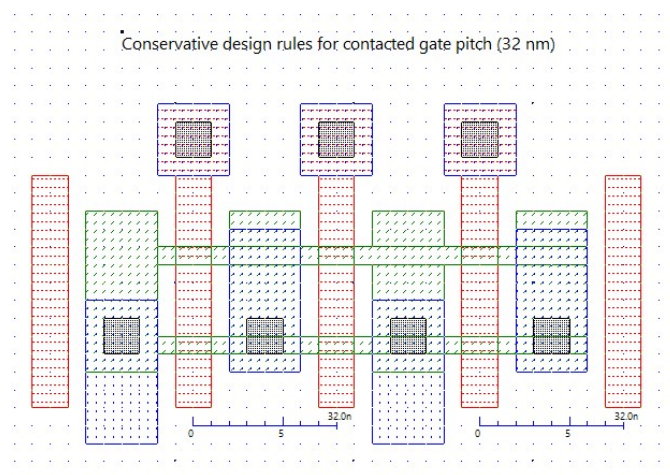 Conservative design rules for contacted gate pitch (32 nm)
32.0n 32.0n
0 5 0 5